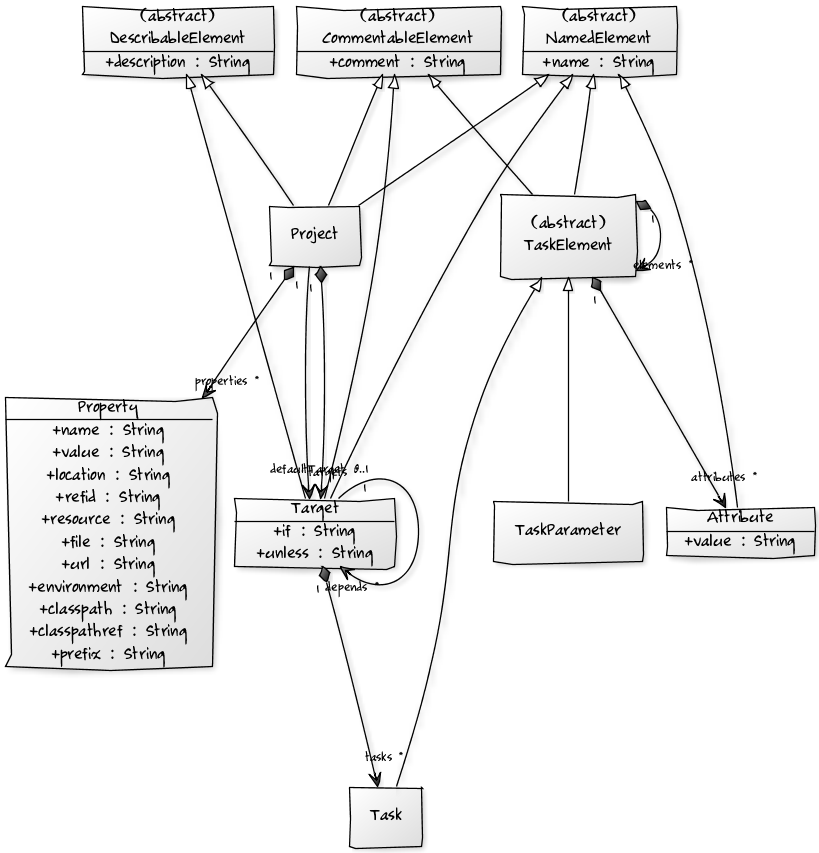 (abstract)
DescribableElement
+description : String
(abstract)
CommentableElement
+comment : String
(abstract)
NamedElement
+name : String
Project
(abstract)
TaskElement
1
elements *
1
1
1
1
properties *
Property
+name : String
+value : String
+location : String
+refid : String
+resource : String
+file : String
+url : String
+environment : String
+classpath : String
+classpathref : String
+prefix : String
1
Target
+if : String
+unless : String
1
depends *
TaskParameter
attributes *
Attribute
+value : String
tasks *
Task